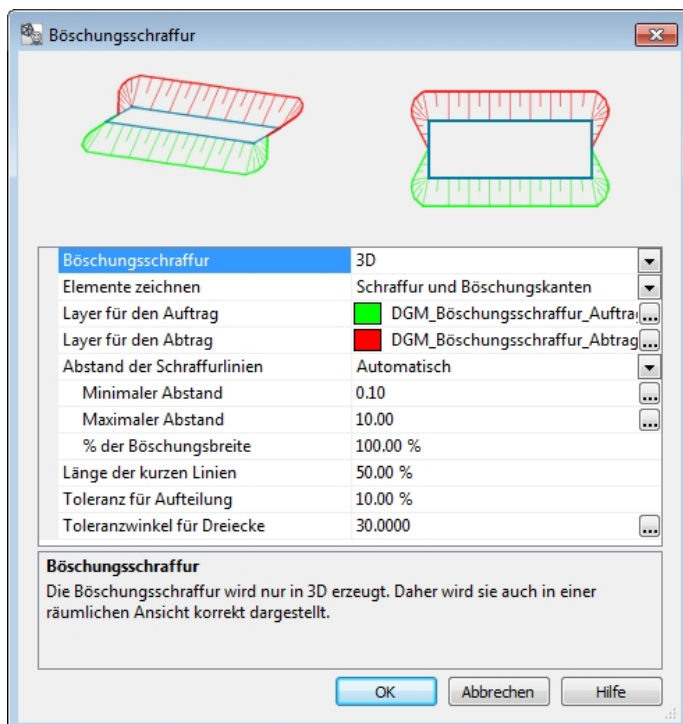 Böschungsschraffur
Böschungsschraffur 3D
Elemente zeichnen Schraffur und Böschungskanten
Layer für den Auftrag DGM_Böschungsschraffur_Auftrag...
Layer für den Abtrag DGM_Böschungsschraffur_Abtrag...
Abstand der Schraffurlinien Automatisch
Minimaler Abstand 0.10 ...
Maximaler Abstand 10.00 ...
% der Böschungsbreite 100.00 %
Länge der kurzen Linien 50.00 %
Toleranz für Aufteilung 10.00 %
Toleranzwinkel für Dreiecke 30.0000 ...
Böschungsschraffur
Die Böschungsschraffur wird nur in 3D erzeugt. Daher wird sie auch in einer
räumlichen Ansicht korrekt dargestellt.
OK Abbrechen Hilfe